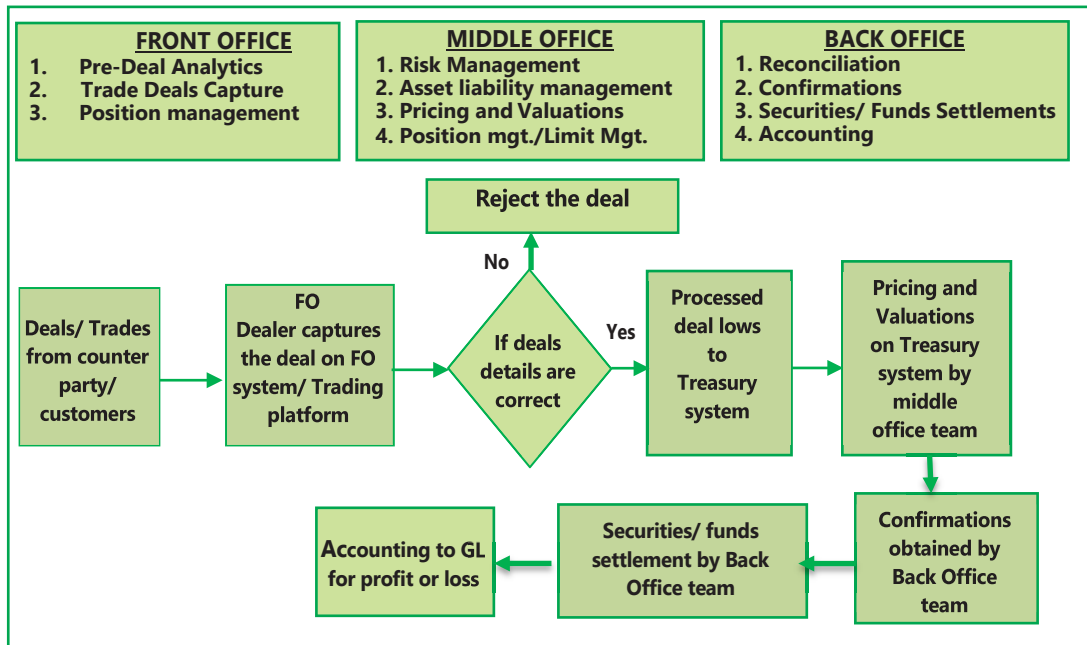 FRONT OFFICE
1. Pre-Deal Analytics
2. Trade Deals Capture
3. Position management
MIDDLE OFFICE
1. Risk Management
2. Asset liability management
3. Pricing and Valuations
4. Position mgt./Limit Mgt.
BACK OFFICE
1. Reconciliation
2. Confirmations
3. Securities/ Funds Settlements
4. Accounting
Reject the deal
No
Deals/ Trades
from counter
party/
customers
FO
Dealer captures
the deal on FO
system/ Trading
platform
If deals
details are
correct
Yes
Processed
deal lows
to
Treasury
system
Pricing and
Valuations
on Treasury
system by
middle
office team
Accounting to GL
for profit or loss
Securities/ funds
settlement by Back
Office team
Confirmations
obtained by
Back Office
team